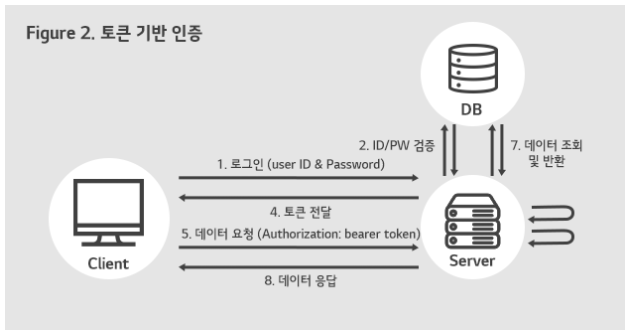 Figure 2. 토큰 기반 인증
DB
2. ID/PW 검증
7. 데이터 조회
및 반환
1. 로그인 (user ID & Password)
4. 토큰 전달
5. 데이터 요청 (Authorization: bearer token)
Client
Server
8. 데이터 응답